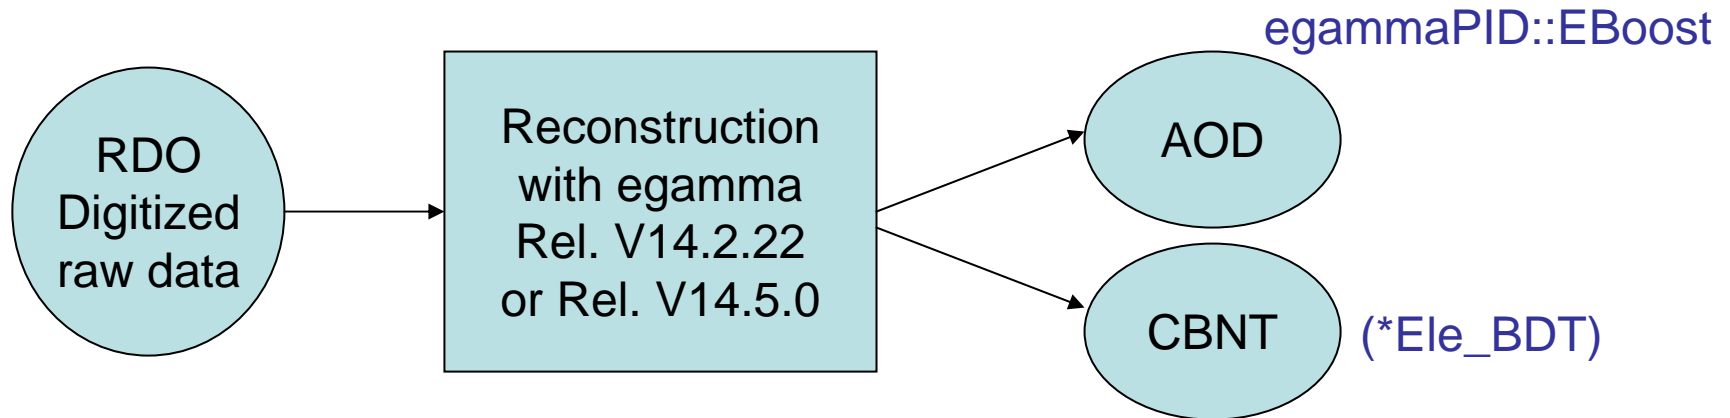 egammaPID::EBoost
RDO
Digitized
raw data
Reconstruction
with egamma
Rel. V14.2.22
or Rel. V14.5.0
AOD
CBNT
(*Ele_BDT)